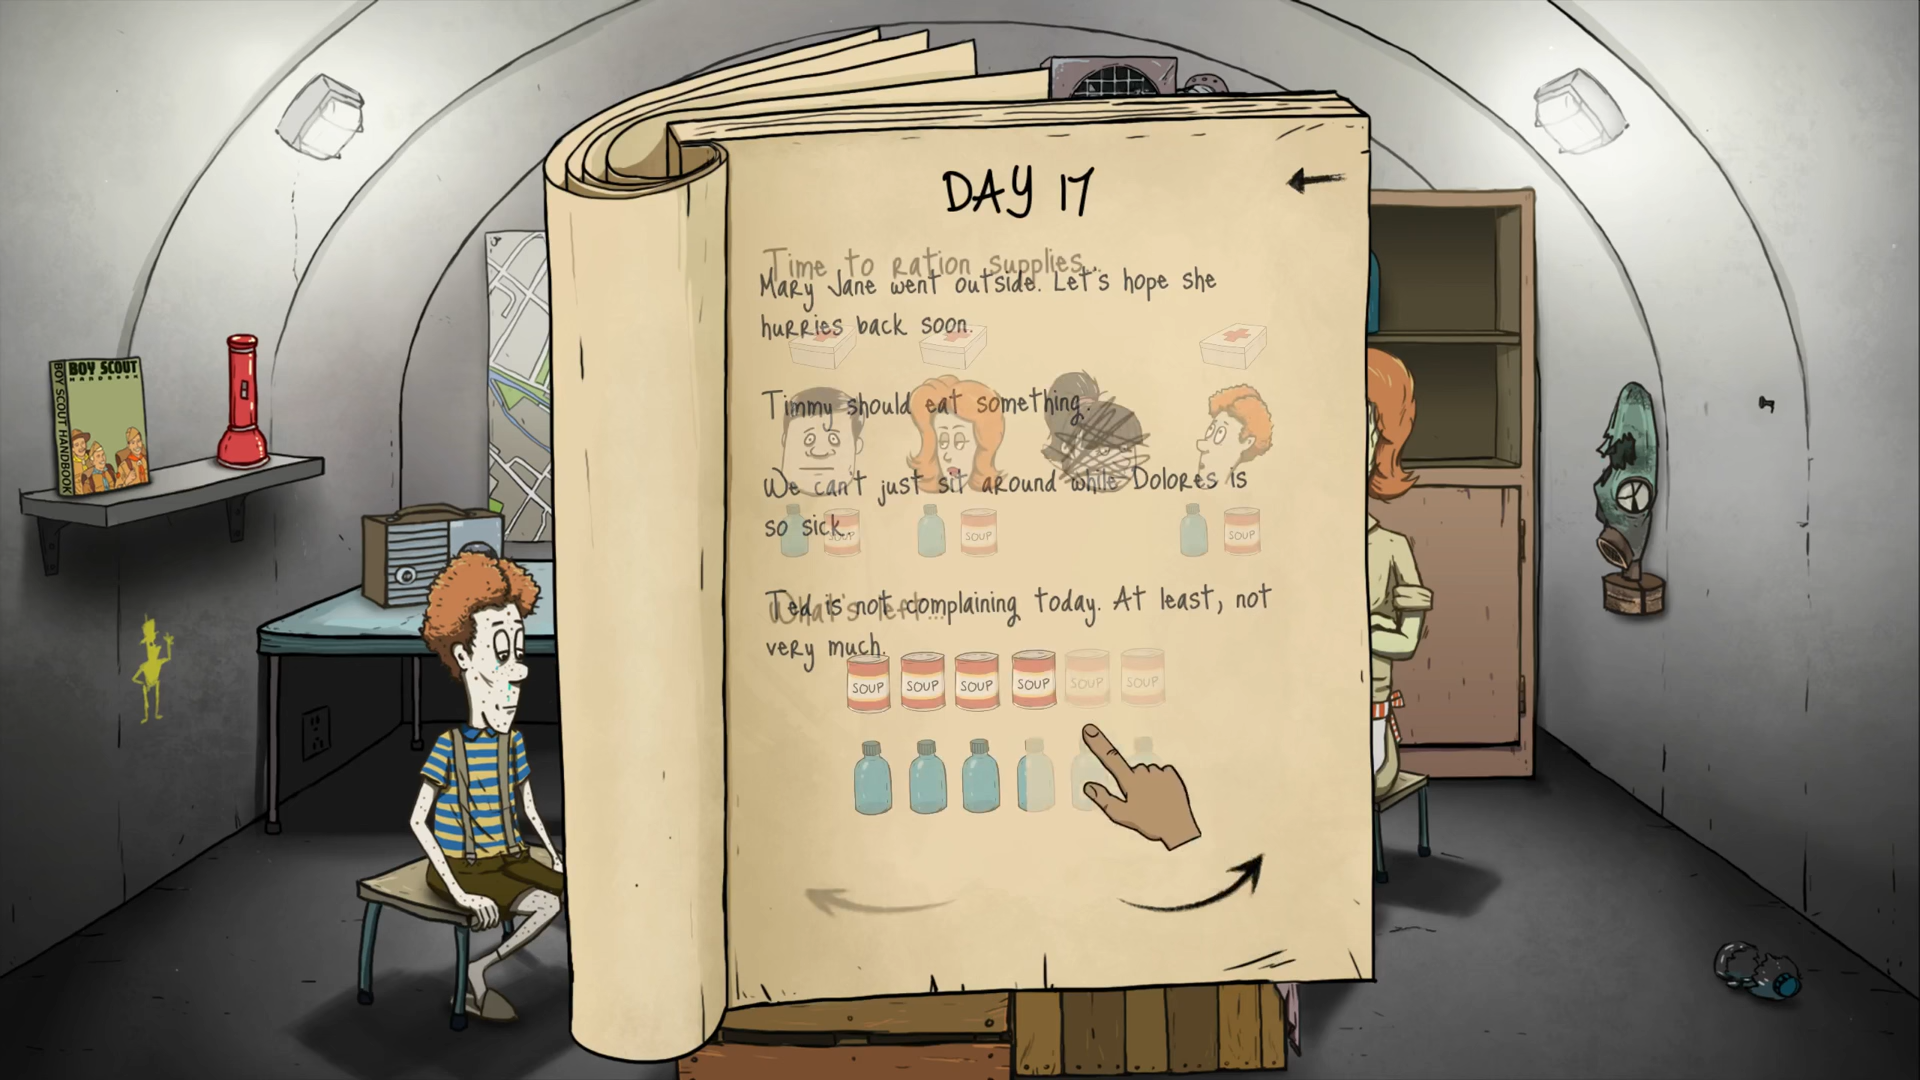 DAY 17
Time to ration supplies...
Mary Jane went outside. Let's hope she
hurries back soon.
Timmy should eat something.
We can't just sit around while Dolores is
so sick.
SOUP SOUP SOUP
Ted is not complaining today. At least, not
What's left...
very much.
SOUP SOUP SOUP SOUP SOUP SOUP
BOY SCOUT
HANDBOOK
BOY SCOUT HANDBOOK